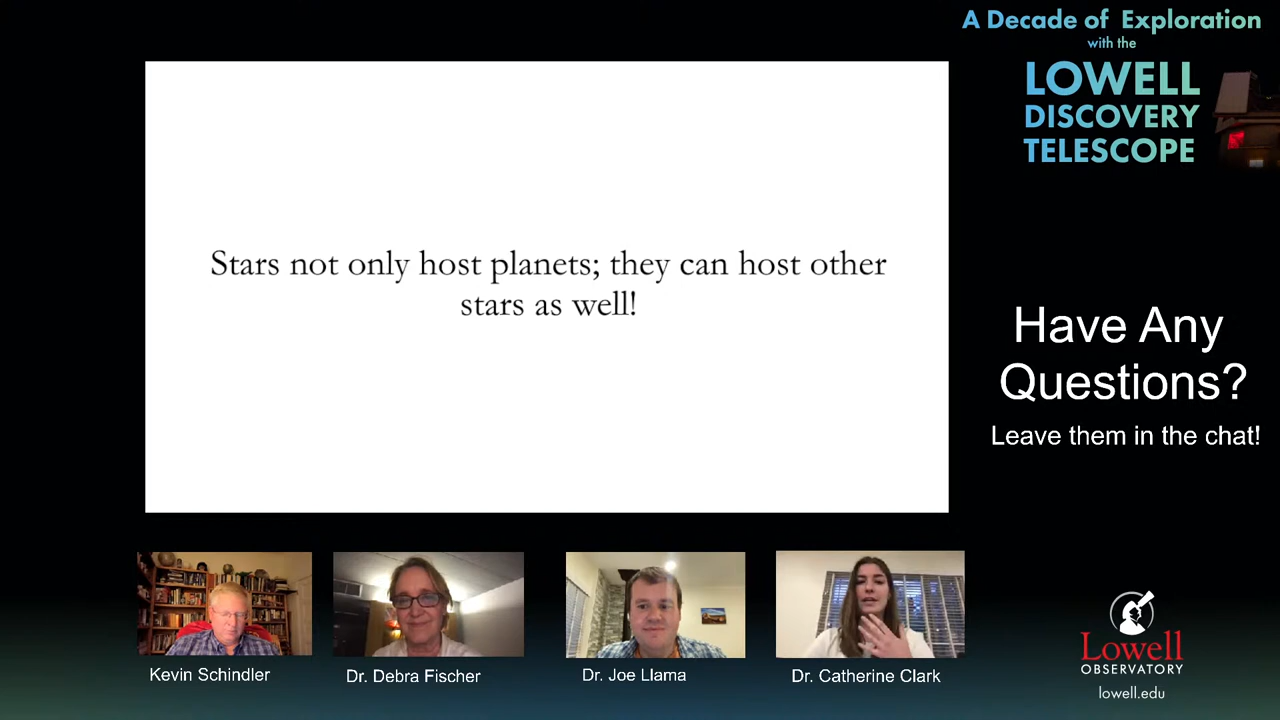 A Decade of Exploration
with the
LOWELL
DISCOVERY
TELESCOPE
Stars not only host planets; they can host other
stars as well!
Have Any
Questions?
Leave them in the chat!
Kevin Schindler
Dr. Debra Fischer
Dr. Joe Llama
Dr. Catherine Clark
Lowell
OBSERVATORY
lowell.edu